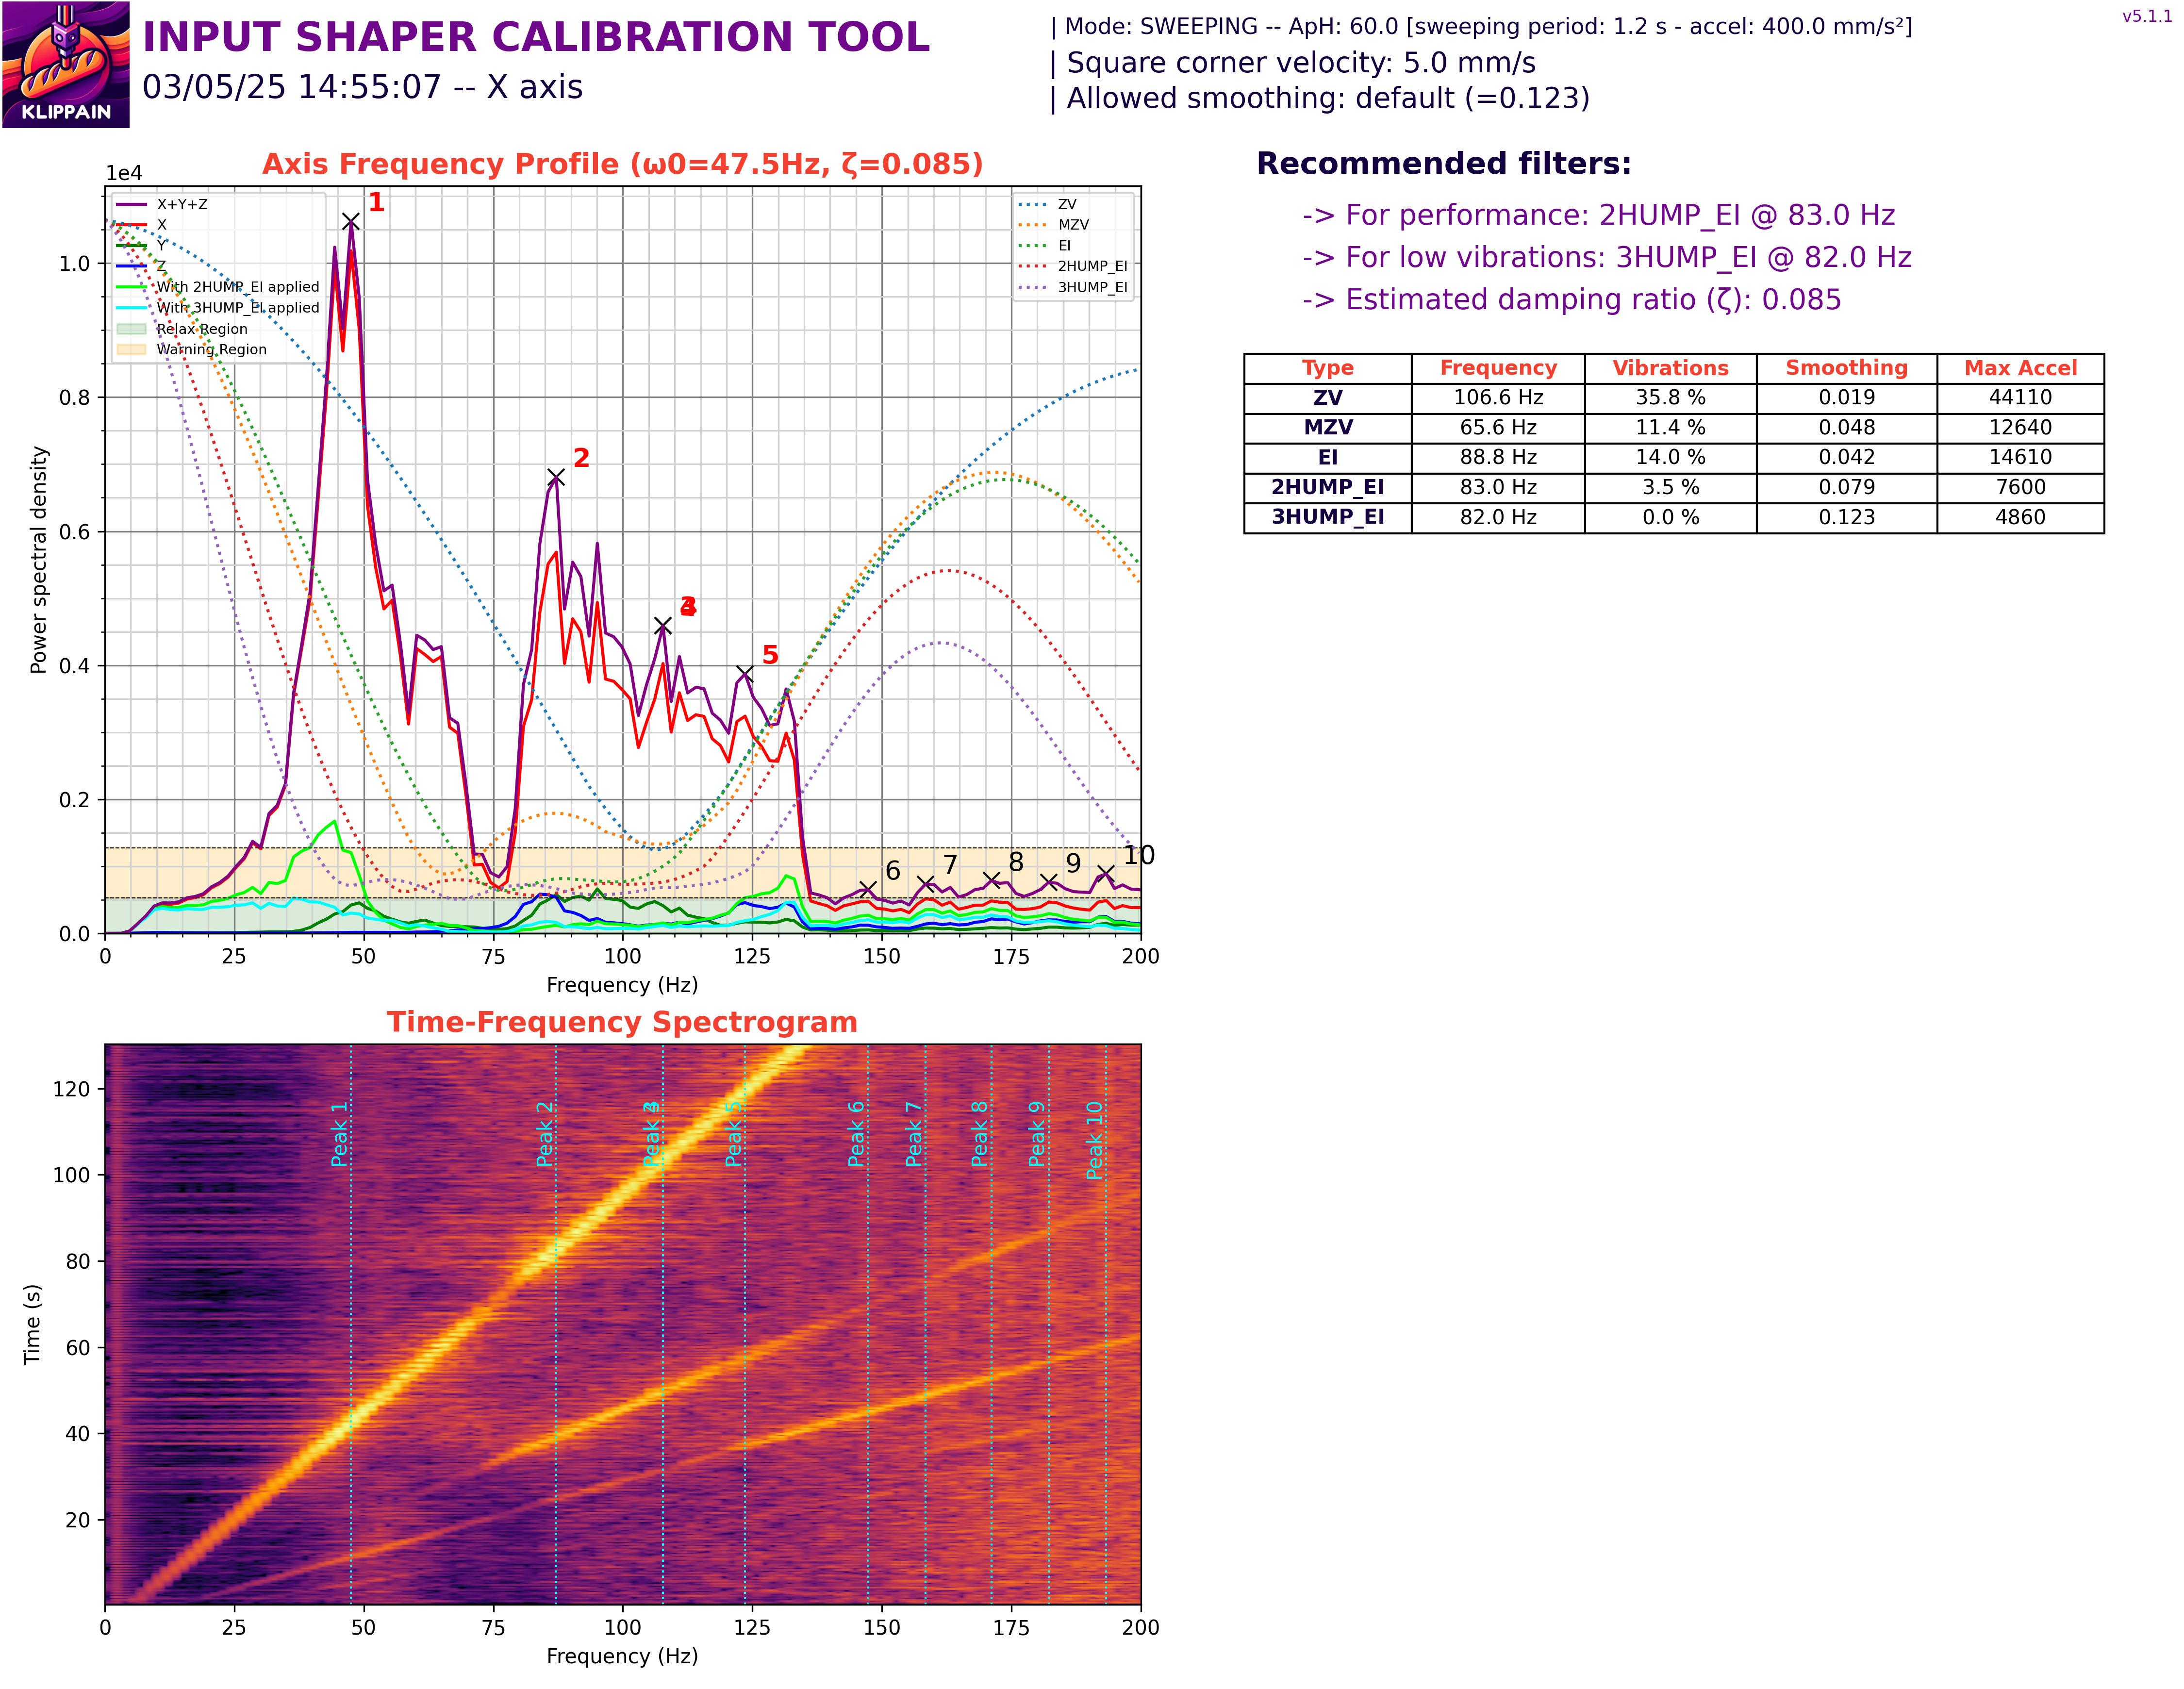 INPUT SHAPER CALIBRATION TOOL
03/05/25 14:55:07 -- X axis
KLIPPAIN
| Mode: SWEEPING -- ApH: 60.0 [sweeping period: 1.2 s - accel: 400.0 mm/s²]
| Square corner velocity: 5.0 mm/s
| Allowed smoothing: default (=0.123)
v5.1.1
Axis Frequency Profile (ω0=47.5Hz, ζ=0.085)
1e4
X+Y+Z
X
Y
Z
With 2HUMP_EI applied
With 3HUMP_EI applied
Relax Region
Warning Region
ZV
MZV
EI
2HUMP_EI
3HUMP_EI
1
2
3
4
5
6
7
8
9
10
1.0
0.8
0.6
0.4
0.2
0.0
Power spectral density
0 25 50 75 100 125 150 175 200
Frequency (Hz)
Recommended filters:
-> For performance: 2HUMP_EI @ 83.0 Hz
-> For low vibrations: 3HUMP_EI @ 82.0 Hz
-> Estimated damping ratio (ζ): 0.085
Type Frequency Vibrations Smoothing Max Accel
ZV 106.6 Hz 35.8 % 0.019 44110
MZV 65.6 Hz 11.4 % 0.048 12640
EI 88.8 Hz 14.0 % 0.042 14610
2HUMP_EI 83.0 Hz 3.5 % 0.079 7600
3HUMP_EI 82.0 Hz 0.0 % 0.123 4860
Time-Frequency Spectrogram
120
100
80
60
40
20
Time (s)
Peak 1
Peak 2
Peak 3
Peak 4
Peak 5
Peak 6
Peak 7
Peak 8
Peak 9
Peak 10
0 25 50 75 100 125 150 175 200
Frequency (Hz)